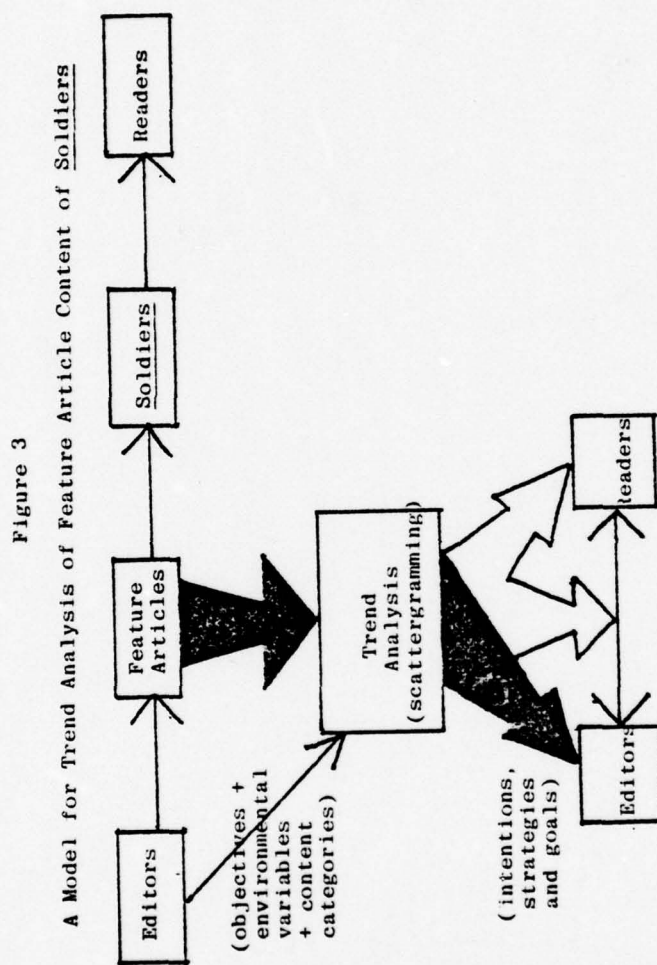 Figure 3
A Model for Trend Analysis of Feature Article Content of Soldiers
Editors
Feature
Articles
Soldiers
Readers
(objectives +
environmental
variables
+ content
categories)
Trend
Analysis
(scattergramming)
(intentions,
strategies
and goals)
Editors
Readers